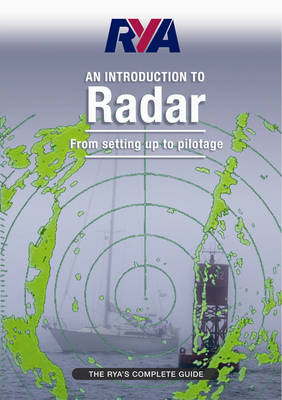 RYA
AN INTRODUCTION TO
Radar
From setting up to pilotage
THE RYA'S COMPLETE GUIDE